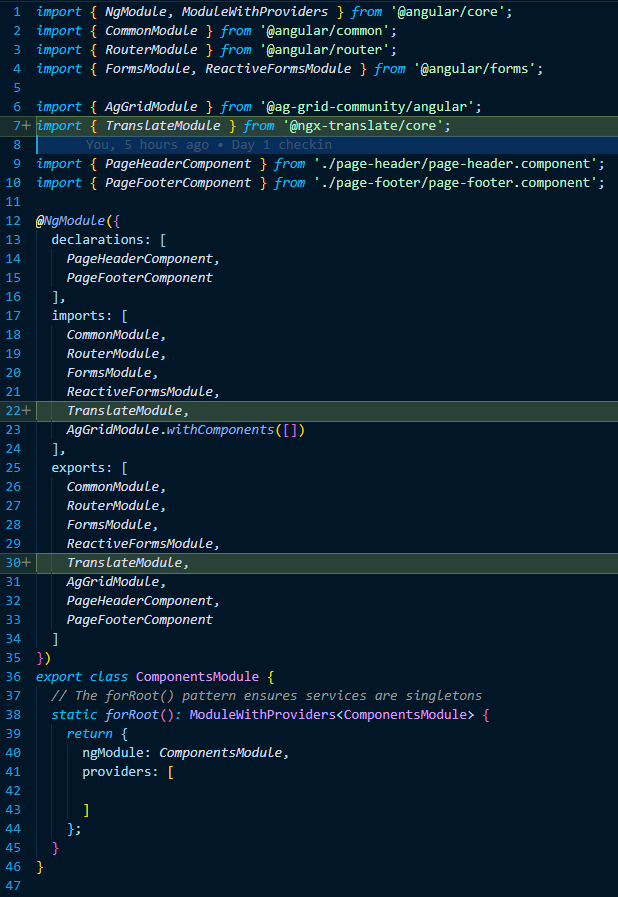 1 import { NgModule, ModuleWithProviders } from '@angular/core';
2 import { CommonModule } from '@angular/common';
3 import { RouterModule } from '@angular/router';
4 import { FormsModule, ReactiveFormsModule } from '@angular/forms';
5
6 import { AgGridModule } from '@ag-grid-community/angular';
7+ import { TranslateModule } from '@ngx-translate/core';
8 You, 5 hours ago • Day 1 checkin
9 import { PageHeaderComponent } from './page-header/page-header.component';
10 import { PageFooterComponent } from './page-footer/page-footer.component';
11
12 @NgModule({
13   declarations: [
14     PageHeaderComponent,
15     PageFooterComponent
16   ],
17   imports: [
18     CommonModule,
19     RouterModule,
20     FormsModule,
21     ReactiveFormsModule,
22+     TranslateModule,
23     AgGridModule.withComponents([])
24   ],
25   exports: [
26     CommonModule,
27     RouterModule,
28     FormsModule,
29     ReactiveFormsModule,
30+     TranslateModule,
31     AgGridModule,
32     PageHeaderComponent,
33     PageFooterComponent
34   ]
35 })
36 export class ComponentsModule {
37   // The forRoot() pattern ensures services are singletons
38   static forRoot(): ModuleWithProviders<ComponentsModule> {
39     return {
40       ngModule: ComponentsModule,
41       providers: [
42
43       ]
44     };
45   }
46 }
47